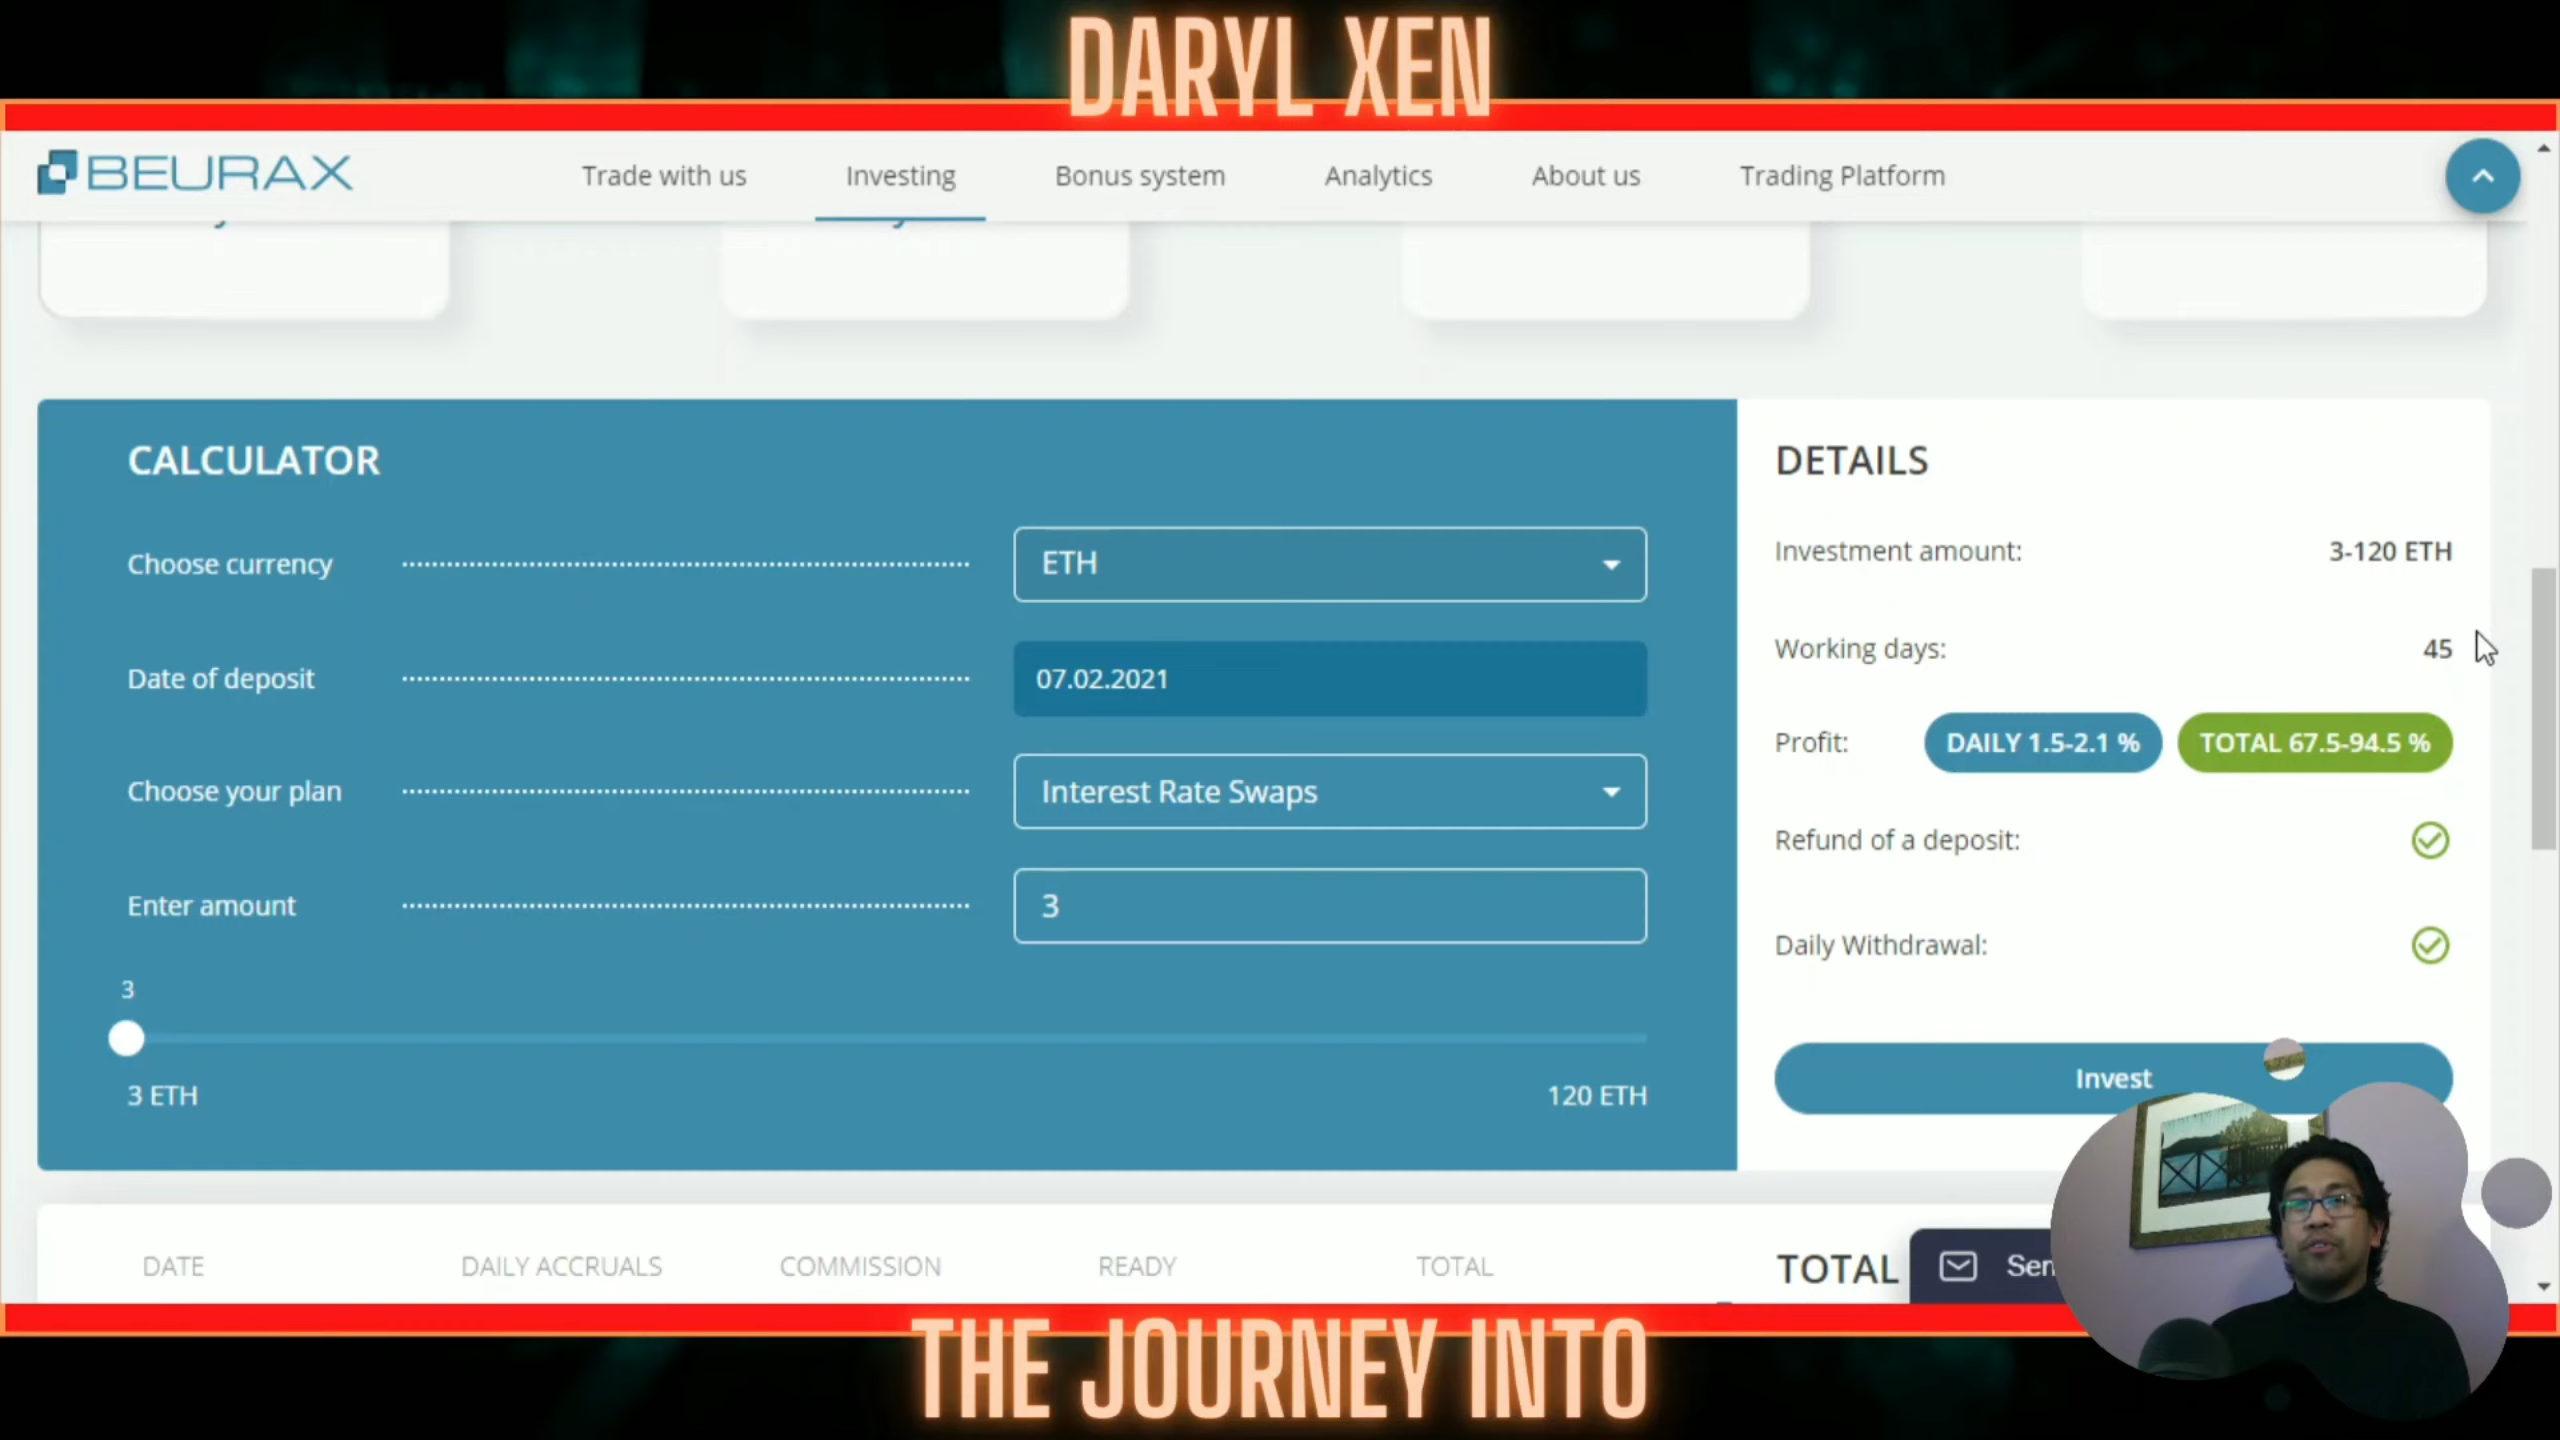 DARYL XEN
BEURAX
Trade with us
Investing
Bonus system
Analytics
About us
Trading Platform
CALCULATOR
Choose currency
ETH
Date of deposit
07.02.2021
Choose your plan
Interest Rate Swaps
Enter amount
3
3
3 ETH
120 ETH
DETAILS
Investment amount: 3-120 ETH
Working days: 45
Profit: DAILY 1.5-2.1 % TOTAL 67.5-94.5 %
Refund of a deposit:
Daily Withdrawal:
Invest
DATE DAILY ACCRUALS COMMISSION READY TOTAL
TOTAL
THE JOURNEY INTO